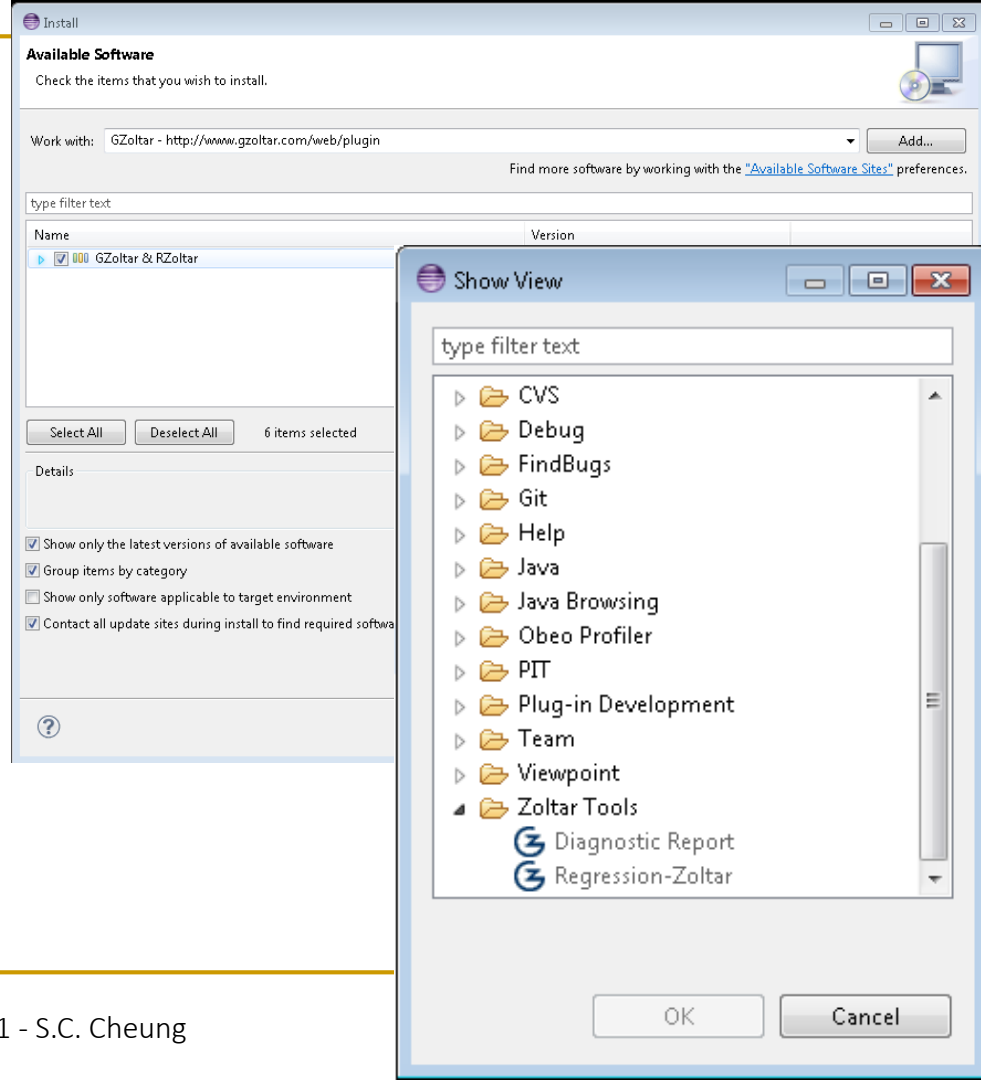 Install
Available Software
Check the items that you wish to install.
Work with: GZoltar - http://www.gzoltar.com/web/plugin Add...
Find more software by working with the "Available Software Sites" preferences.
type filter text
Name Version
GZoltar & RZoltar
Select All Deselect All 6 items selected
Details
Show only the latest versions of available software
Group items by category
Show only software applicable to target environment
Contact all update sites during install to find required softwa
?
Show View
type filter text
CVS
Debug
FindBugs
Git
Help
Java
Java Browsing
Obeo Profiler
PIT
Plug-in Development
Team
Viewpoint
Zoltar Tools
Diagnostic Report
Regression-Zoltar
OK Cancel
1 - S.C. Cheung